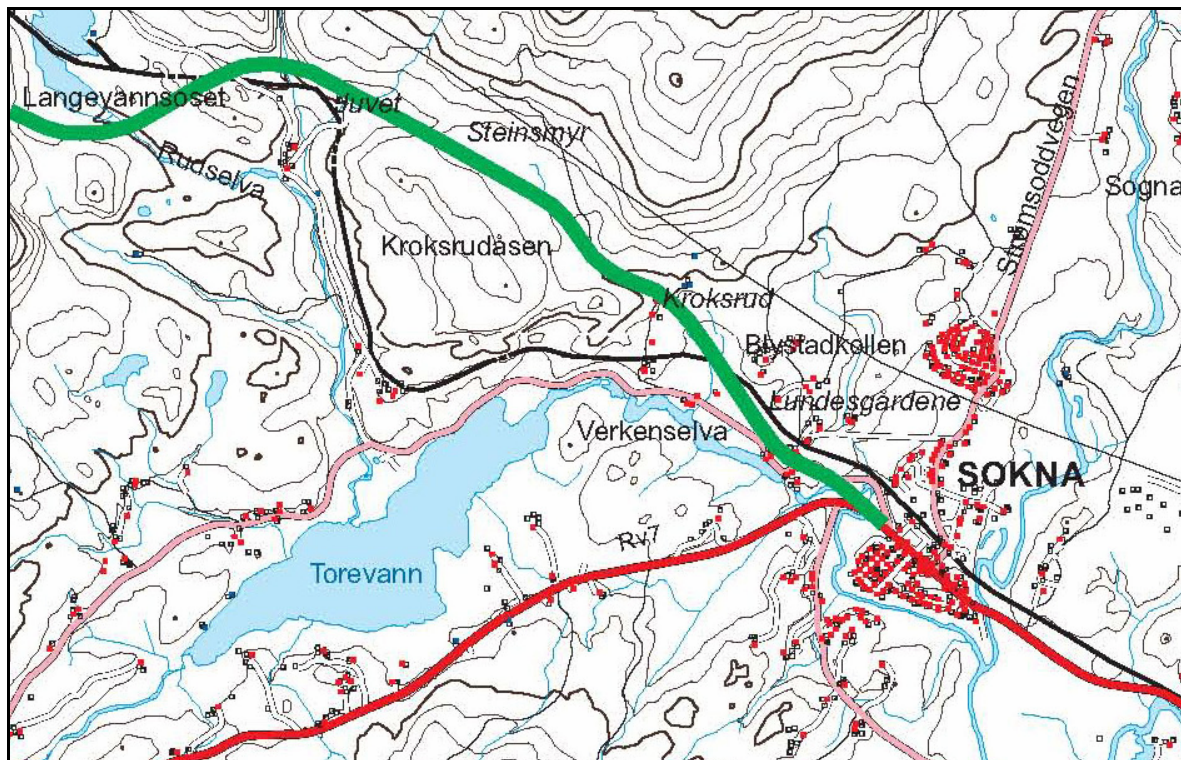 Langevannsoset
Juvet
Steinsmyr
Rudselva
Strømsoddvegen
Sogna
Kroksrudåsen
Kroksrud
Blystadkollen
Lundesgårdene
Verkenselva
SOKNA
Rv7
Torevann